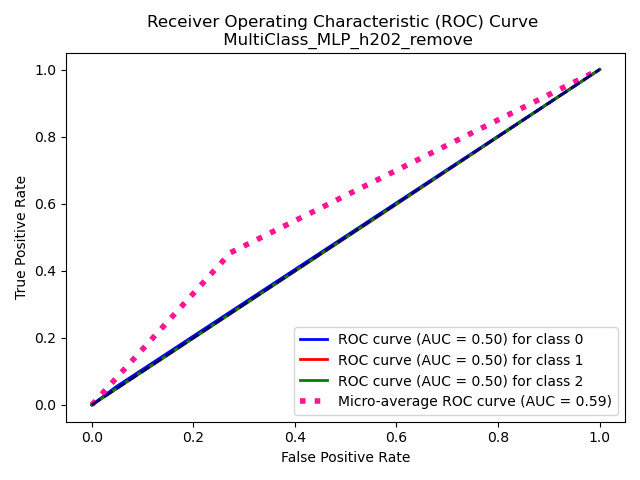 Receiver Operating Characteristic (ROC) Curve
MultiClass_MLP_h202_remove
True Positive Rate
1.0
0.8
0.6
0.4
0.2
0.0
ROC curve (AUC = 0.50) for class 0
ROC curve (AUC = 0.50) for class 1
ROC curve (AUC = 0.50) for class 2
Micro-average ROC curve (AUC = 0.59)
0.0 0.2 0.4 0.6 0.8 1.0
False Positive Rate